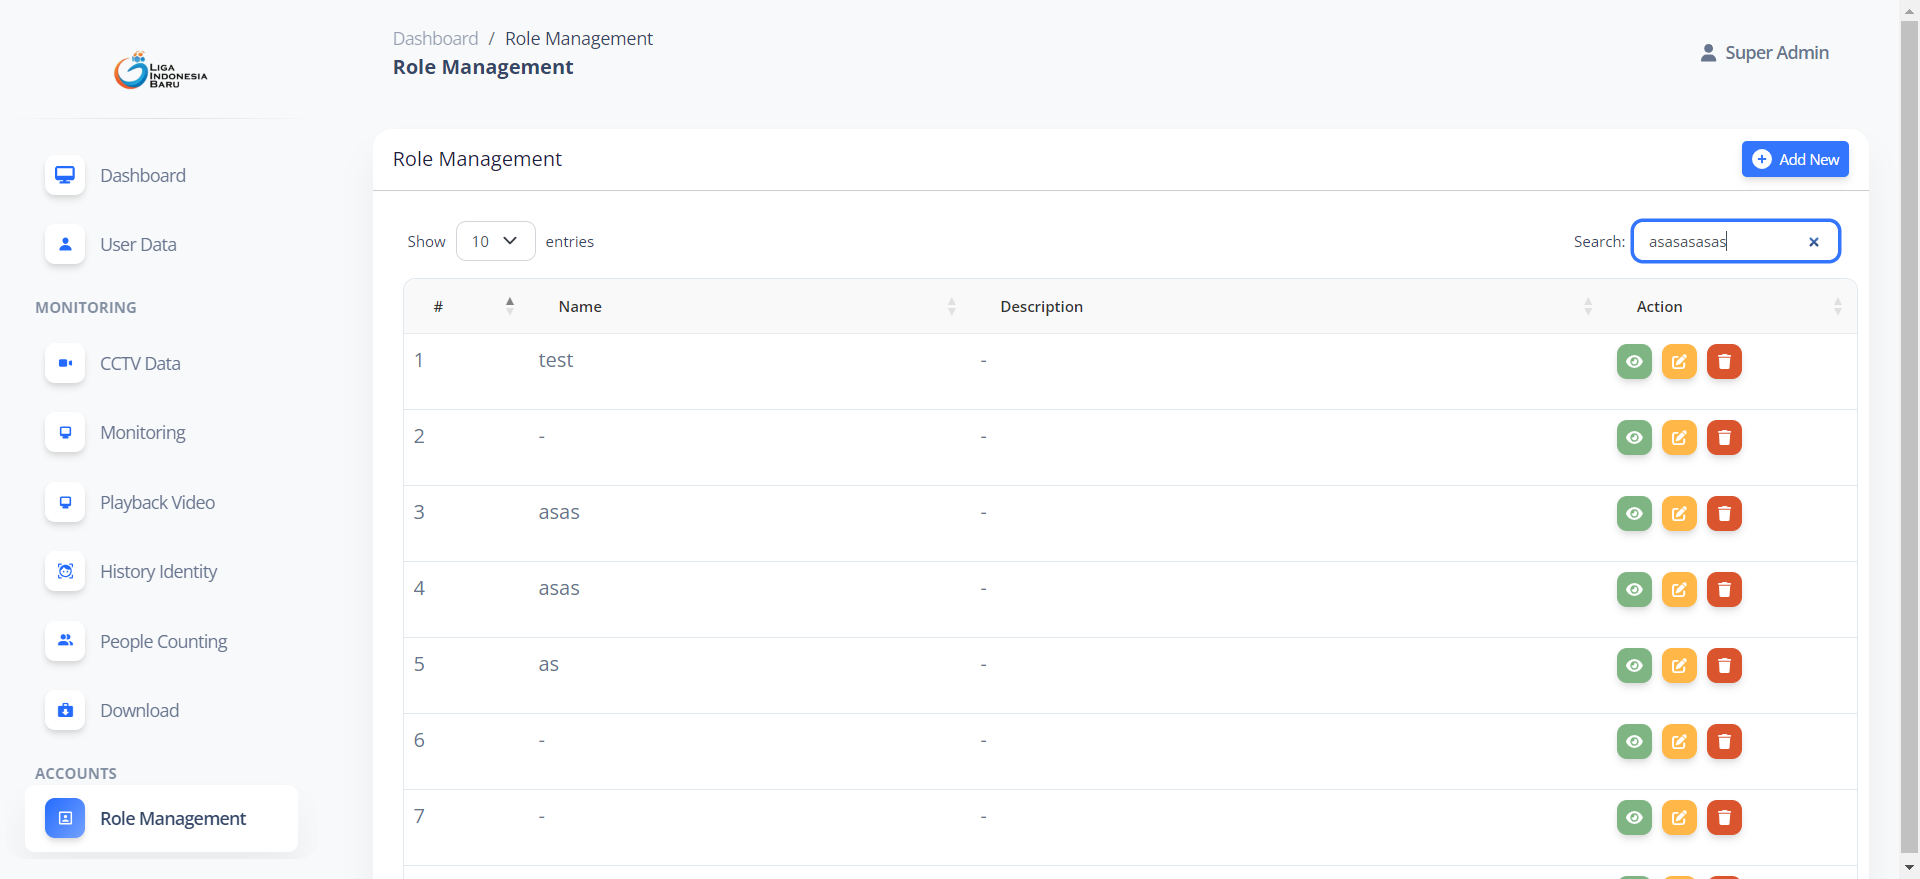 LIGA
INDONESIA
BARU
Dashboard
User Data
MONITORING
CCTV Data
Monitoring
Playback Video
History Identity
People Counting
Download
ACCOUNTS
Role Management
Dashboard / Role Management
Role Management
Super Admin
Role Management
Add New
Show 10 entries
Search: asasasasas
# Name Description Action
1 test -
2 - -
3 asas -
4 asas -
5 as -
6 - -
7 - -